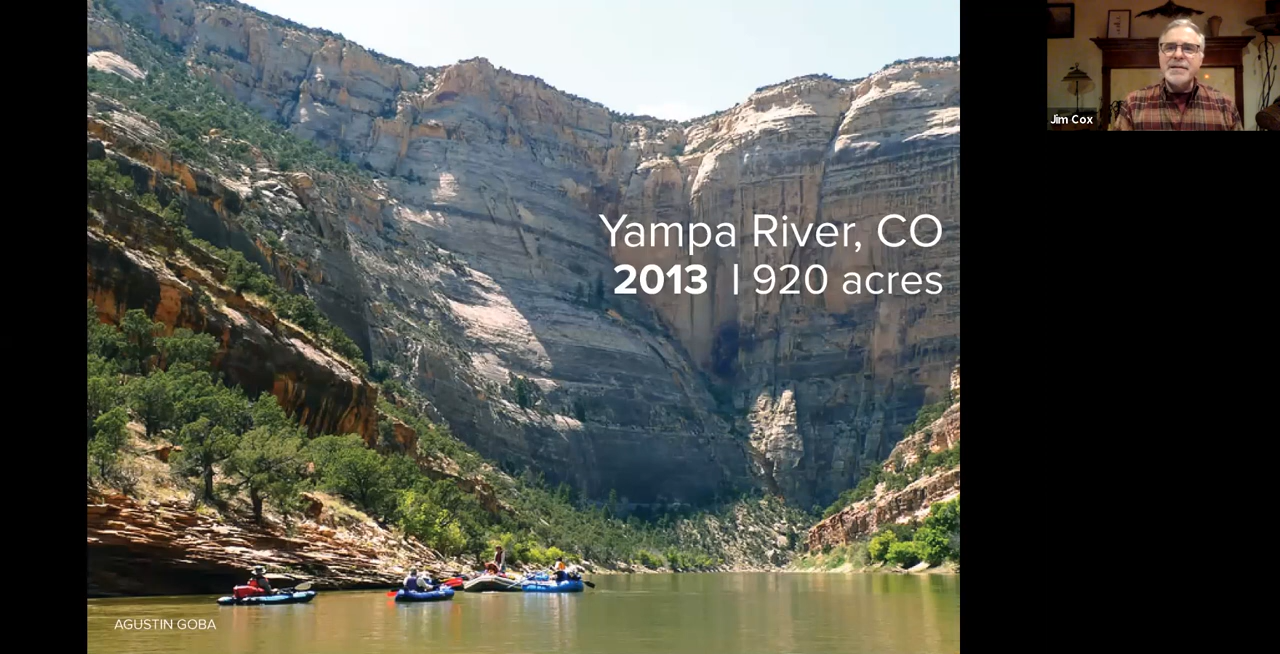 Jim Cox
Yampa River, CO
2013 | 920 acres
AGUSTIN GOBA